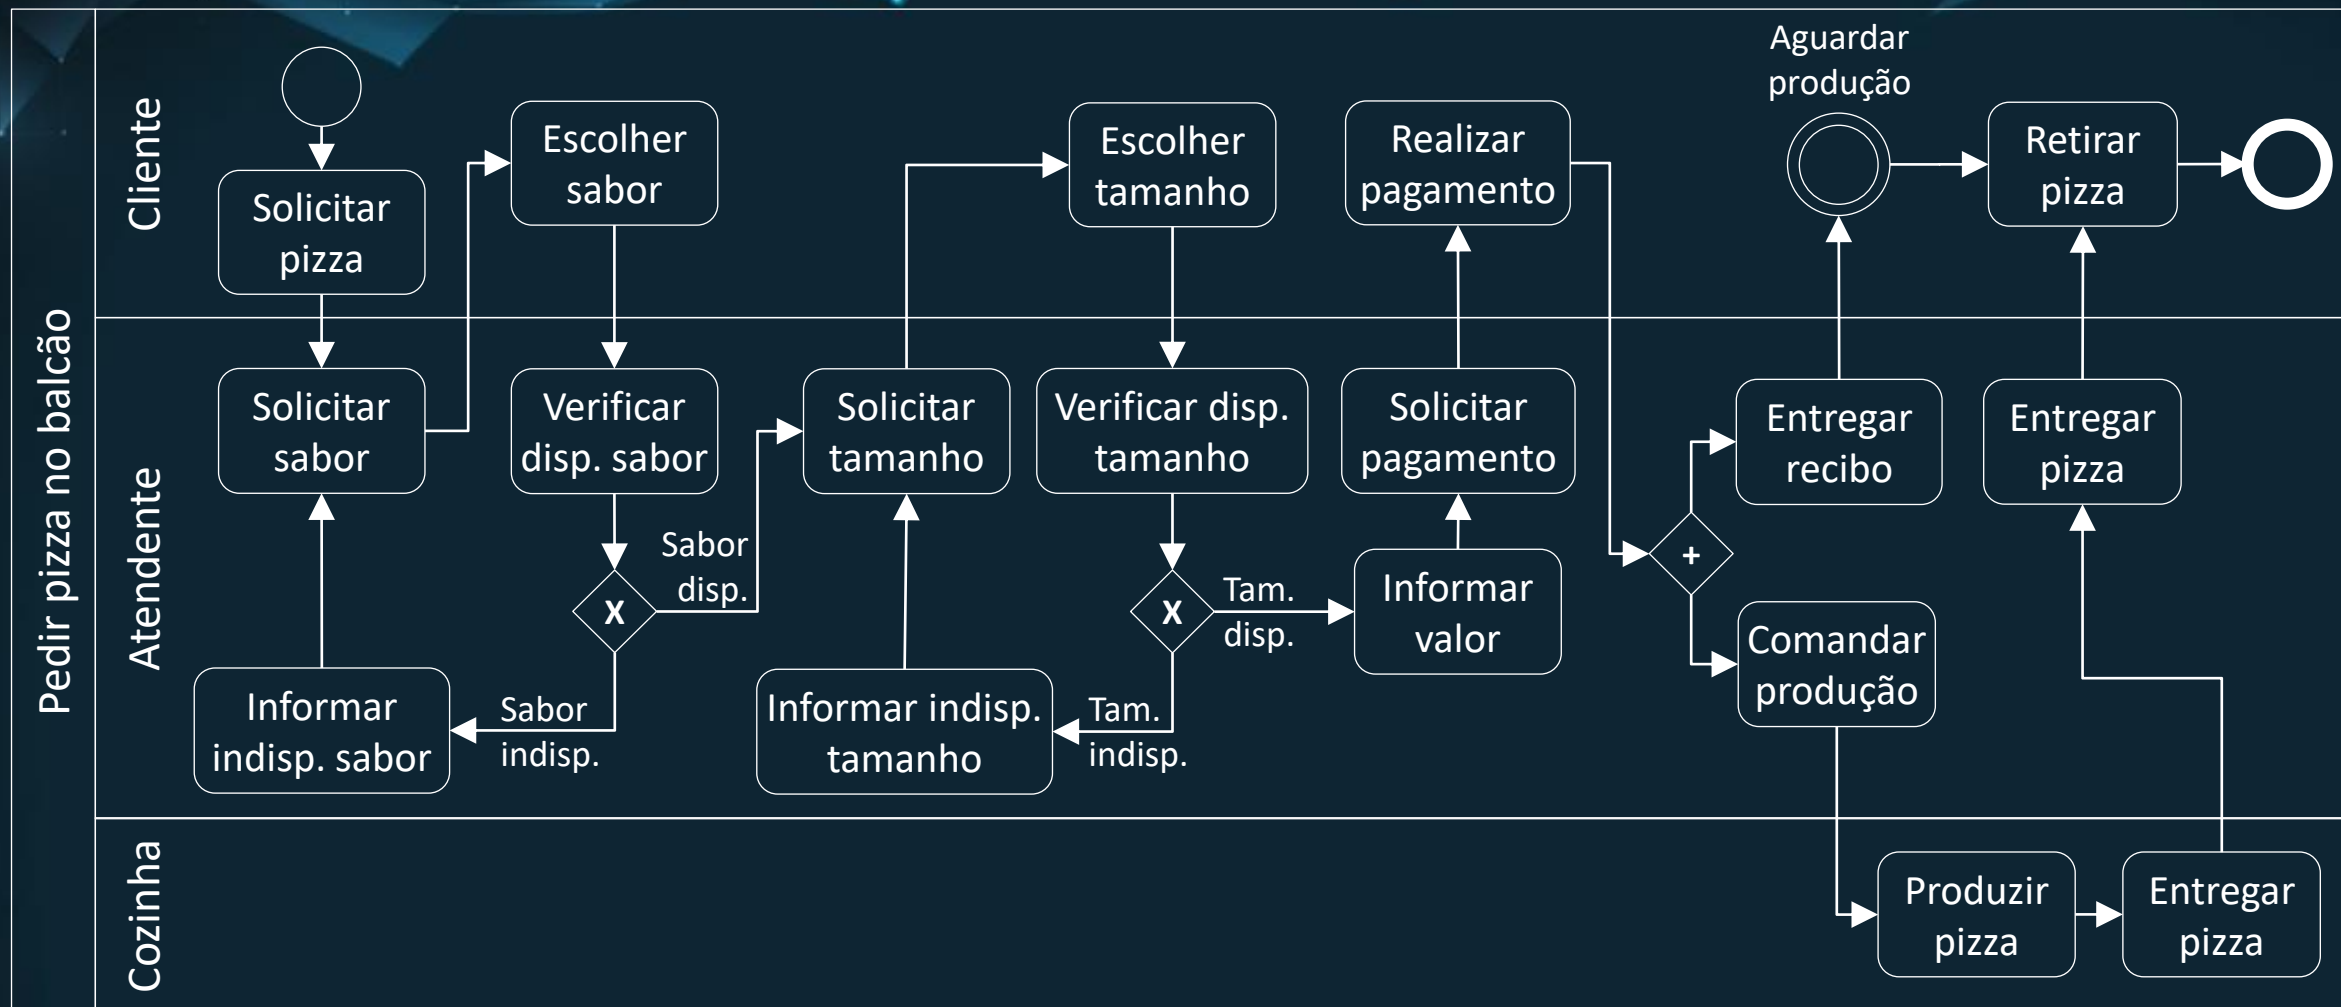 Pedir pizza no balcão
Cliente
Solicitar
pizza
Escolher
sabor
Escolher
tamanho
Realizar
pagamento
Aguardar
produção
Retirar
pizza
Atendente
Solicitar
sabor
Verificar
disp. sabor
Solicitar
tamanho
Verificar disp.
tamanho
Solicitar
pagamento
Entregar
recibo
Entregar
pizza
X
Sabor
disp.
X
Tam.
disp.
Informar
valor
+
Comandar
produção
Informar
indisp. sabor
Sabor
indisp.
Informar indisp.
tamanho
Tam.
indisp.
Cozinha
Produzir
pizza
Entregar
pizza